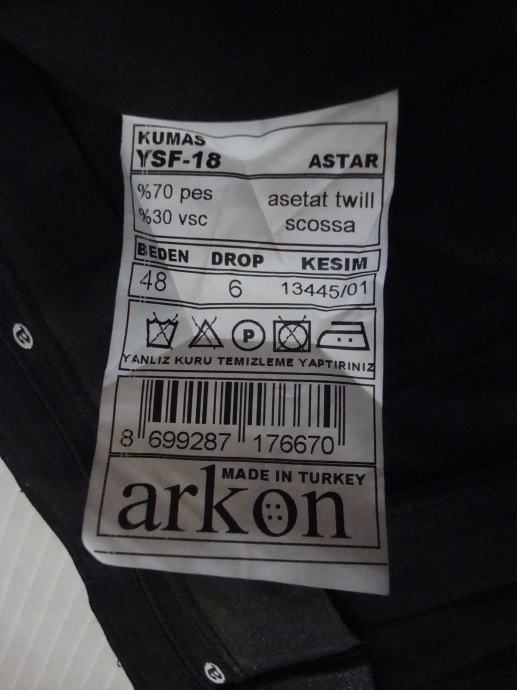 KUMAS
YSF-18 ASTAR
%70 pes asetat twill
%30 vsc scossa
BEDEN DROP KESIM
48 6 13445/01
P
YANLIZ KURU TEMIZLEME YAPTIRINIZ
8 699287 176670
MADE IN TURKEY
arkon